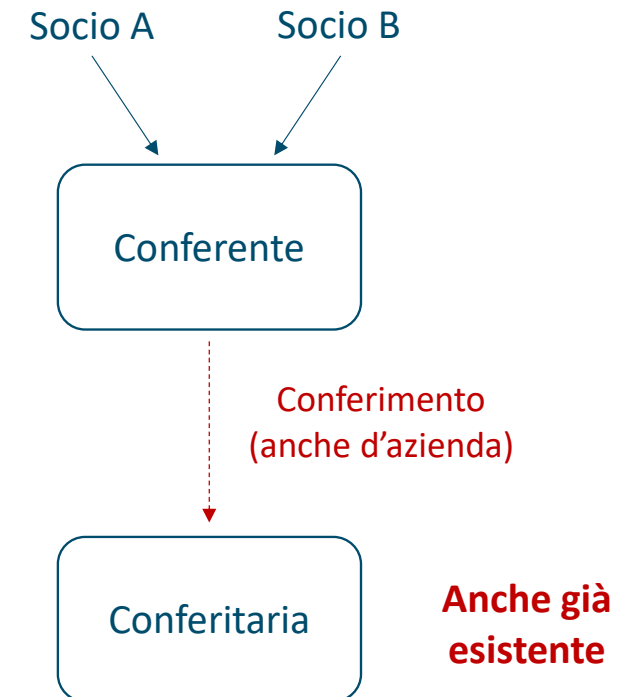 Socio A
Socio B
Conferente
Conferimento
(anche d’azienda)
Conferitaria
Anche già
esistente